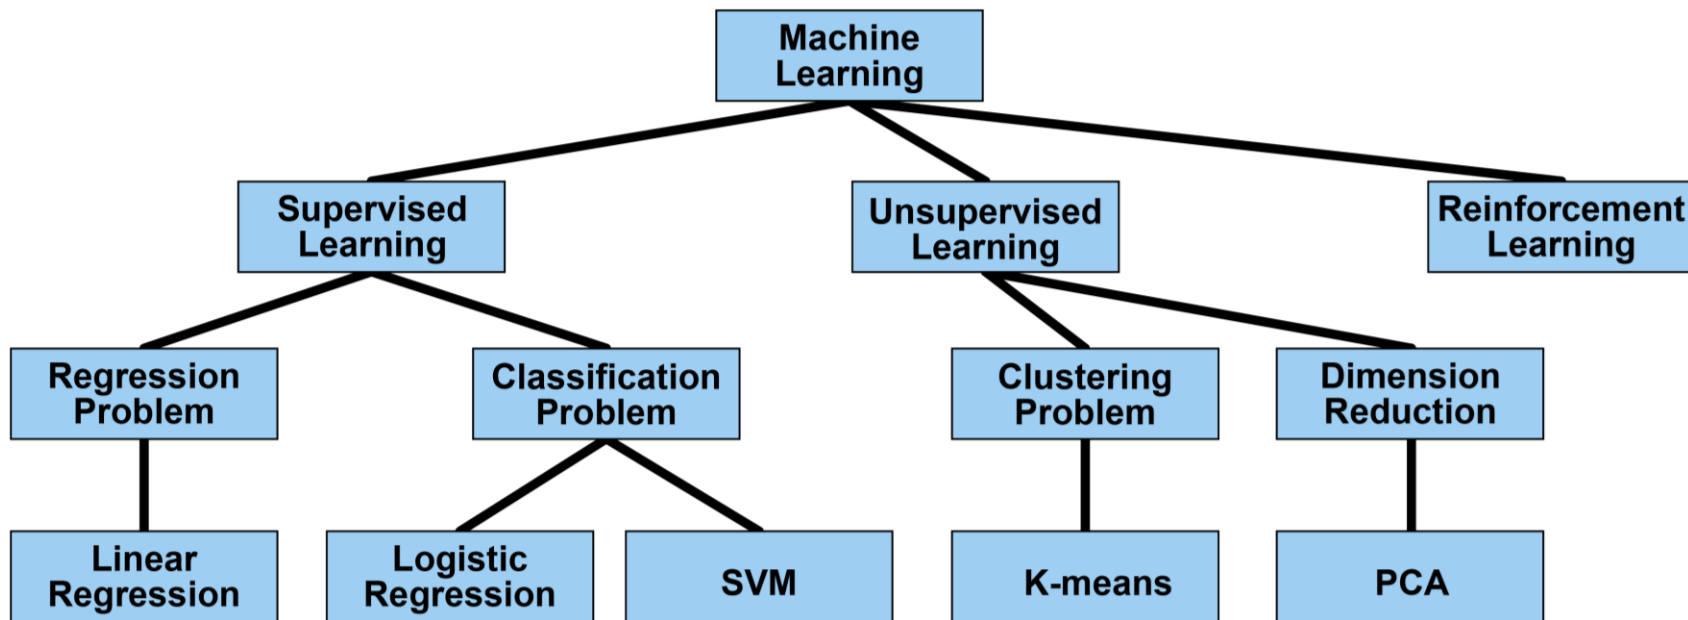 Machine
Learning
Supervised
Learning
Unsupervised
Learning
Reinforcement
Learning
Regression
Problem
Classification
Problem
Clustering
Problem
Dimension
Reduction
Linear
Regression
Logistic
Regression
SVM
K-means
PCA